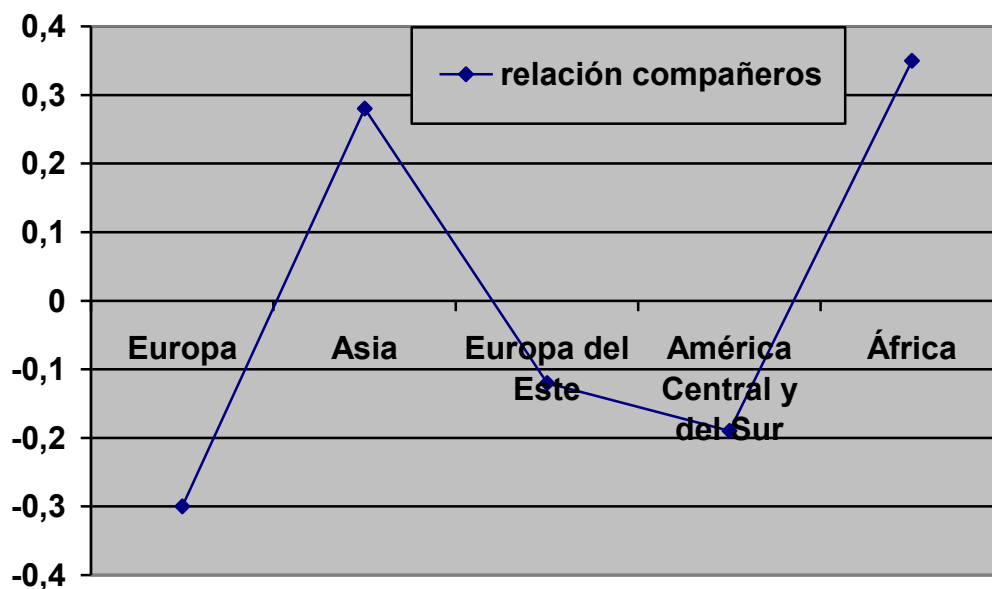 0,4
relación compañeros
0,3
0,2
0,1
0
Europa Asia Europa del América África
-0,1
Este Central y
del Sur
-0,2
-0,3
-0,4